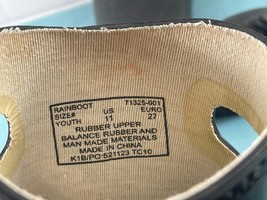 RAINBOOT 71325-001
SIZE# US EURO
YOUTH 11 27
RUBBER UPPER
BALANCE RUBBER AND
MAN MADE MATERIALS
MADE IN CHINA
K1B/PO-521123 TC10